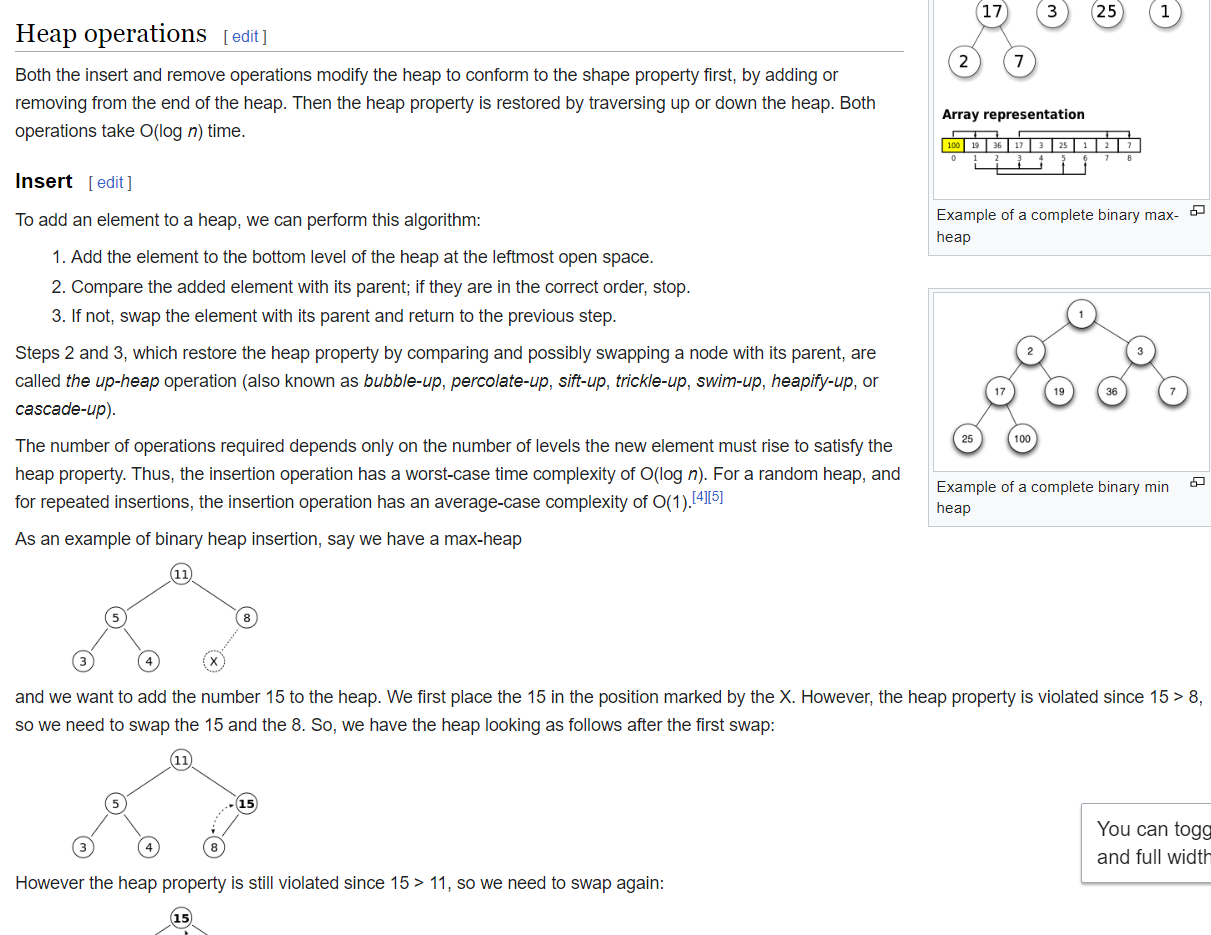 Heap operations [ edit ]
Both the insert and remove operations modify the heap to conform to the shape property first, by adding or
removing from the end of the heap. Then the heap property is restored by traversing up or down the heap. Both
operations take O(log n) time.
Insert [ edit ]
To add an element to a heap, we can perform this algorithm:
1. Add the element to the bottom level of the heap at the leftmost open space.
2. Compare the added element with its parent; if they are in the correct order, stop.
3. If not, swap the element with its parent and return to the previous step.
Steps 2 and 3, which restore the heap property by comparing and possibly swapping a node with its parent, are
called the up-heap operation (also known as bubble-up, percolate-up, sift-up, trickle-up, swim-up, heapify-up, or
cascade-up).
The number of operations required depends only on the number of levels the new element must rise to satisfy the
heap property. Thus, the insertion operation has a worst-case time complexity of O(log n). For a random heap, and
for repeated insertions, the insertion operation has an average-case complexity of O(1).[4][5]
As an example of binary heap insertion, say we have a max-heap
11
5 8
3 4 X
and we want to add the number 15 to the heap. We first place the 15 in the position marked by the X. However, the heap property is violated since 15 > 8,
so we need to swap the 15 and the 8. So, we have the heap looking as follows after the first swap:
11
5 15
3 4 8
However the heap property is still violated since 15 > 11, so we need to swap again:
15
17 3 25 1
2 7
Array representation
100 19 36 17 3 25 1 2 7
0 1 2 3 4 5 6 7 8
Example of a complete binary max-
heap
1
2 3
17 19 36 7
25 100
Example of a complete binary min
heap
You can togg
and full width